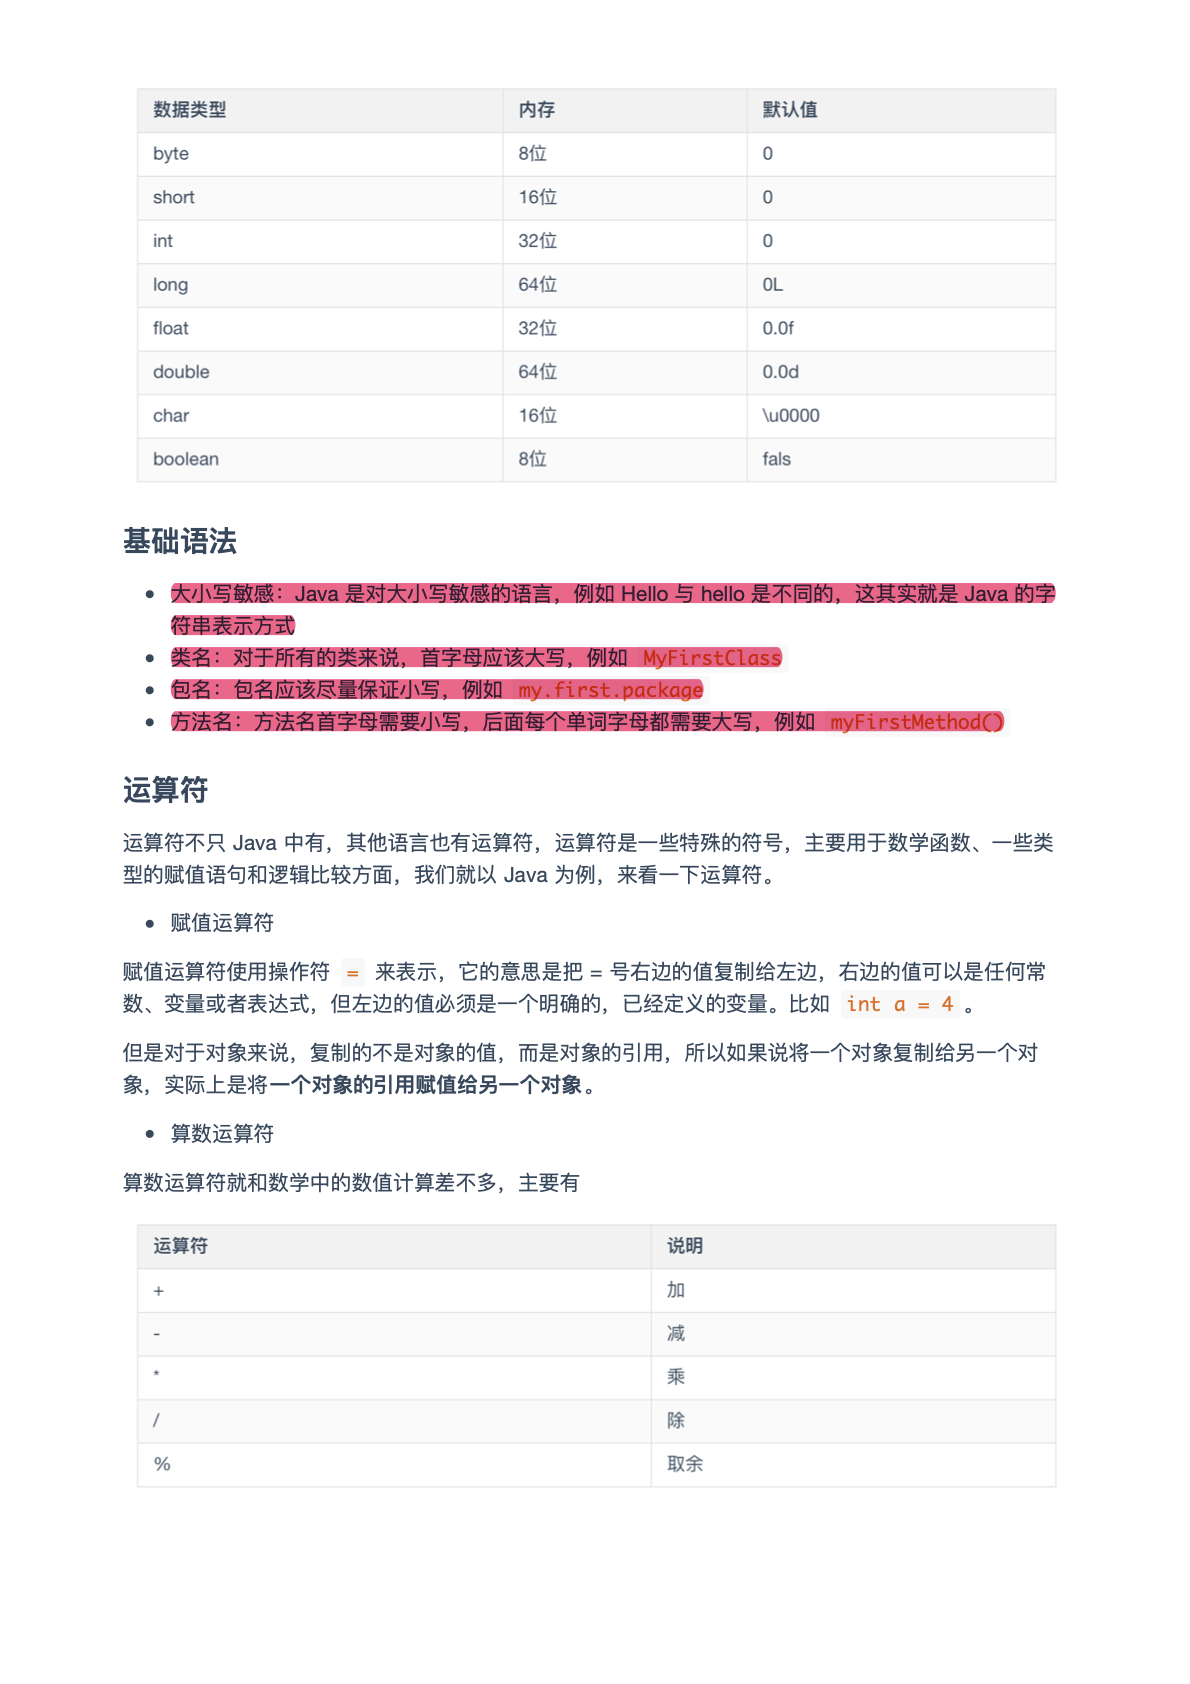 数据类型 内存 默认值
byte 8位 0
short 16位 0
int 32位 0
long 64位 0L
float 32位 0.0f
double 64位 0.0d
char 16位 \u0000
boolean 8位 fals
基础语法
• 大小写敏感：Java 是对大小写敏感的语言，例如 Hello 与 hello 是不同的，这其实就是 Java 的字
符串表示方式
• 类名：对于所有的类来说，首字母应该大写，例如 MyFirstClass
• 包名：包名应该尽量保证小写，例如 my.first.package
• 方法名：方法名首字母需要小写，后面每个单词字母都需要大写，例如 myFirstMethod()
运算符
运算符不只 Java 中有，其他语言也有运算符，运算符是一些特殊的符号，主要用于数学函数、一些类
型的赋值语句和逻辑比较方面，我们就以 Java 为例，来看一下运算符。
• 赋值运算符
赋值运算符使用操作符 = 来表示，它的意思是把 = 号右边的值复制给左边，右边的值可以是任何常
数、变量或者表达式，但左边的值必须是一个明确的，已经定义的变量。比如 int a = 4 。
但是对于对象来说，复制的不是对象的值，而是对象的引用，所以如果说将一个对象复制给另一个对
象，实际上是将一个对象的引用赋值给另一个对象。
• 算数运算符
算数运算符就和数学中的数值计算差不多，主要有
运算符 说明
+ 加
- 减
* 乘
/ 除
% 取余